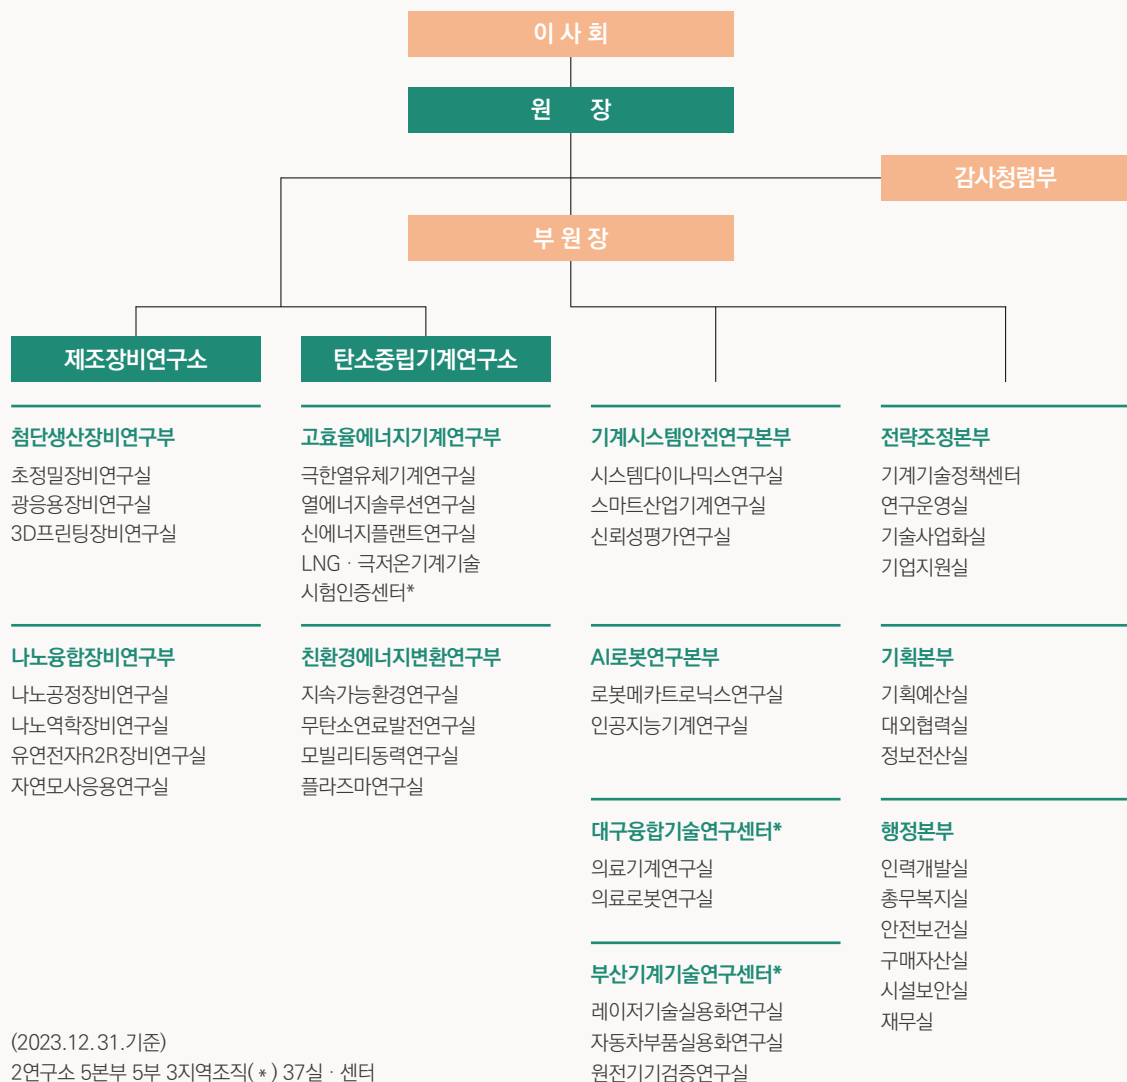 이 사 회
원 장
감사청렴부
부 원 장
제조장비연구소
탄소중립기계연구소
첨단생산장비연구부
초정밀장비연구실
광응용장비연구실
3D프린팅장비연구실
나노융합장비연구부
나노공정장비연구실
나노역학장비연구실
유연전자R2R장비연구실
자연모사응용연구실
고효율에너지기계연구부
극한열유체기계연구실
열에너지솔루션연구실
신에너지플랜트연구실
LNG · 극저온기계기술
시험인증센터*
친환경에너지변환연구부
지속가능환경연구실
무탄소연료발전연구실
모빌리티동력연구실
플라즈마연구실
기계시스템안전연구본부
시스템다이나믹스연구실
스마트산업기계연구실
신뢰성평가연구실
AI로봇연구본부
로봇메카트로닉스연구실
인공지능기계연구실
대구융합기술연구센터*
의료기계연구실
의료로봇연구실
부산기계기술연구센터*
레이저기술실용화연구실
자동차부품실용화연구실
원전기기검증연구실
전략조정본부
기계기술정책센터
연구운영실
기술사업화실
기업지원실
기획본부
기획예산실
대외협력실
정보전산실
행정본부
인력개발실
총무복지실
안전보건실
구매자산실
시설보안실
재무실
(2023.12.31.기준)
2연구소 5본부 5부 3지역조직(*) 37실 · 센터